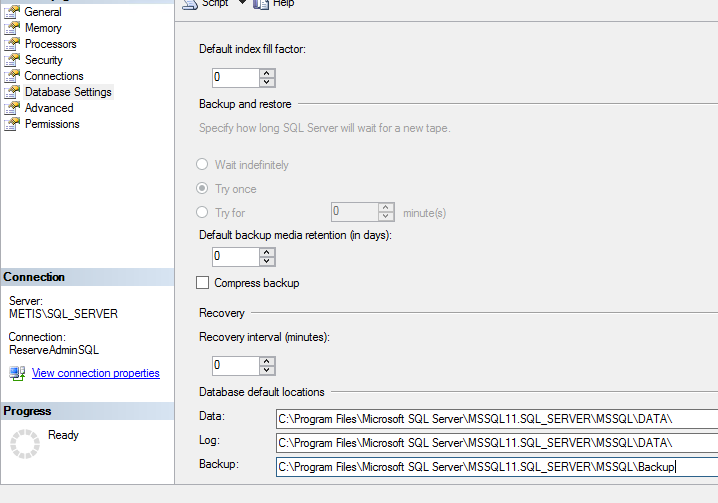 Script Help
General
Memory
Processors
Security
Connections
Database Settings
Advanced
Permissions
Connection
Server:
METIS\SQL_SERVER
Connection:
ReserveAdminSQL
View connection properties
Progress
Ready
Default index fill factor:
0
Backup and restore
Specify how long SQL Server will wait for a new tape.
Wait indefinitely
Try once
Try for 0 minute(s)
Default backup media retention (in days):
0
Compress backup
Recovery
Recovery interval (minutes):
0
Database default locations
Data: C:\Program Files\Microsoft SQL Server\MSSQL11.SQL_SERVER\MSSQL\DATA\
Log: C:\Program Files\Microsoft SQL Server\MSSQL11.SQL_SERVER\MSSQL\DATA\
Backup: C:\Program Files\Microsoft SQL Server\MSSQL11.SQL_SERVER\MSSQL\Backup